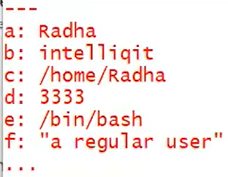 ---
a: Radha
b: intelliqit
c: /home/Radha
d: 3333
e: /bin/bash
f: "a regular user"
...